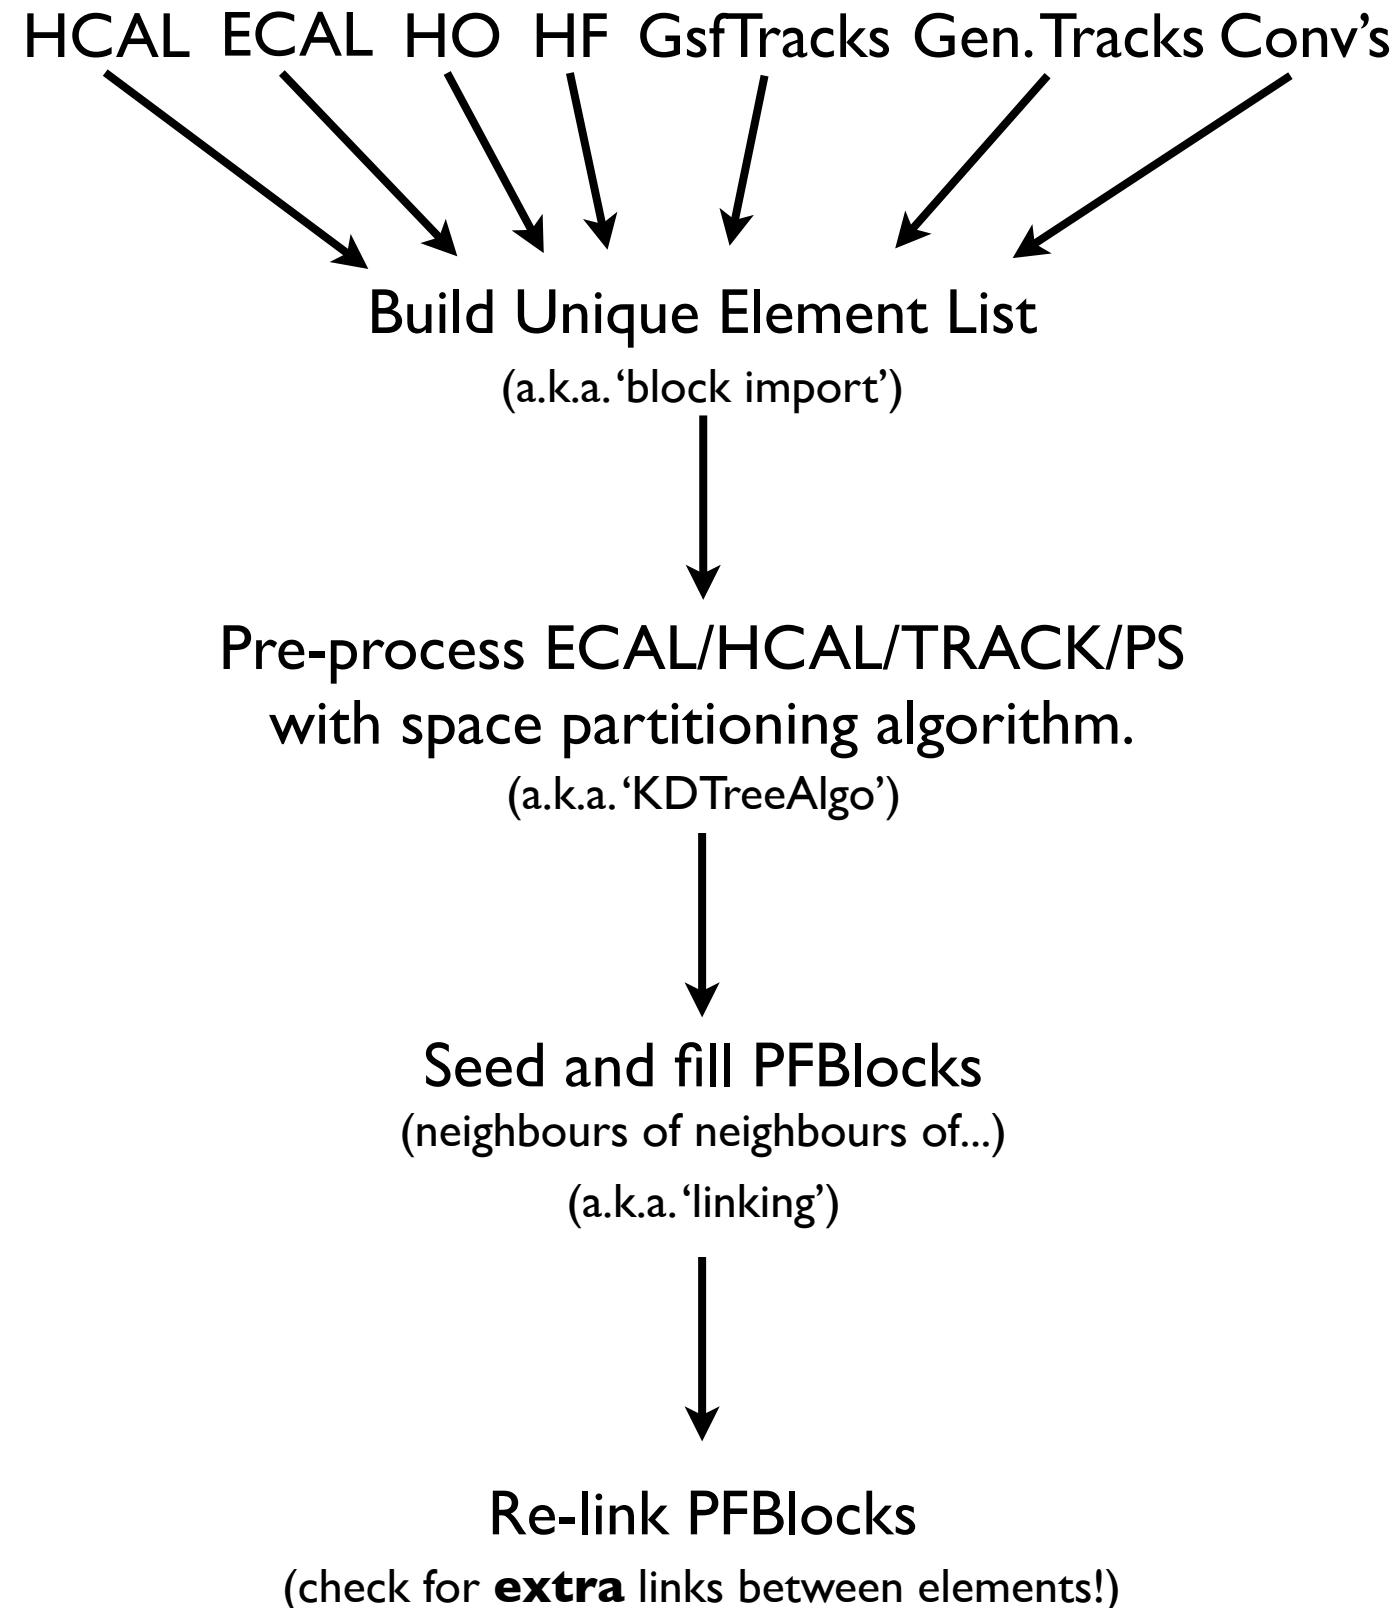 HCAL ECAL HO HF GsfTracks Gen. Tracks Conv’s
Build Unique Element List
(a.k.a. ‘block import’)
Pre-process ECAL/HCAL/TRACK/PS
with space partitioning algorithm.
(a.k.a. ‘KDTreeAlgo’)
Seed and fill PFBlocks
(neighbours of neighbours of...)
(a.k.a. ‘linking’)
Re-link PFBlocks
(check for extra links between elements!)